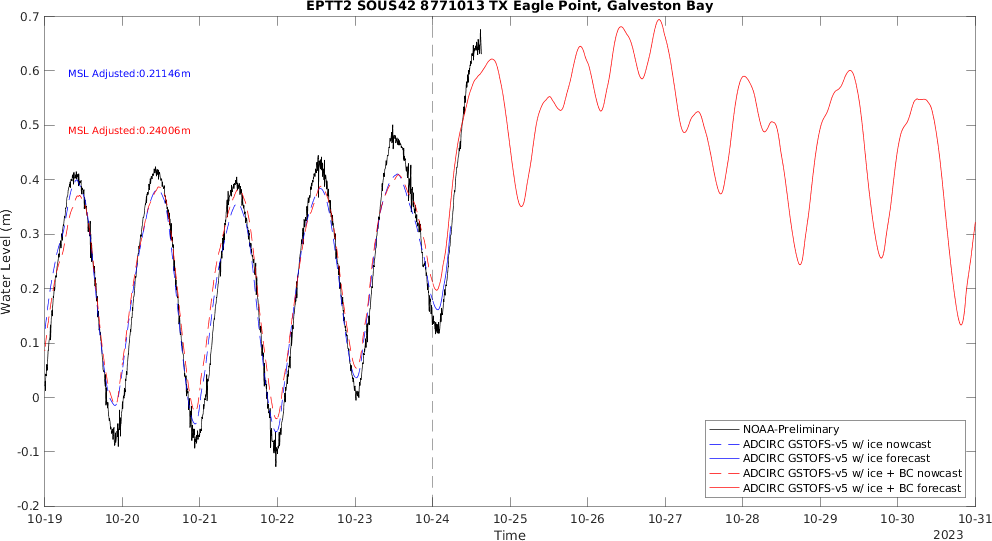 EPTT2 SOUS42 8771013 TX Eagle Point, Galveston Bay
0.7
0.6
0.5
0.4
0.3
0.2
0.1
0
-0.1
-0.2
Water Level (m)
MSL Adjusted:0.21146m
MSL Adjusted:0.24006m
NOAA-Preliminary
ADCIRC GSTOFS-v5 w/ ice nowcast
ADCIRC GSTOFS-v5 w/ ice forecast
ADCIRC GSTOFS-v5 w/ ice + BC nowcast
ADCIRC GSTOFS-v5 w/ ice + BC forecast
10-19 10-20 10-21 10-22 10-23 10-24 10-25 10-26 10-27 10-28 10-29 10-30 10-31
Time
2023